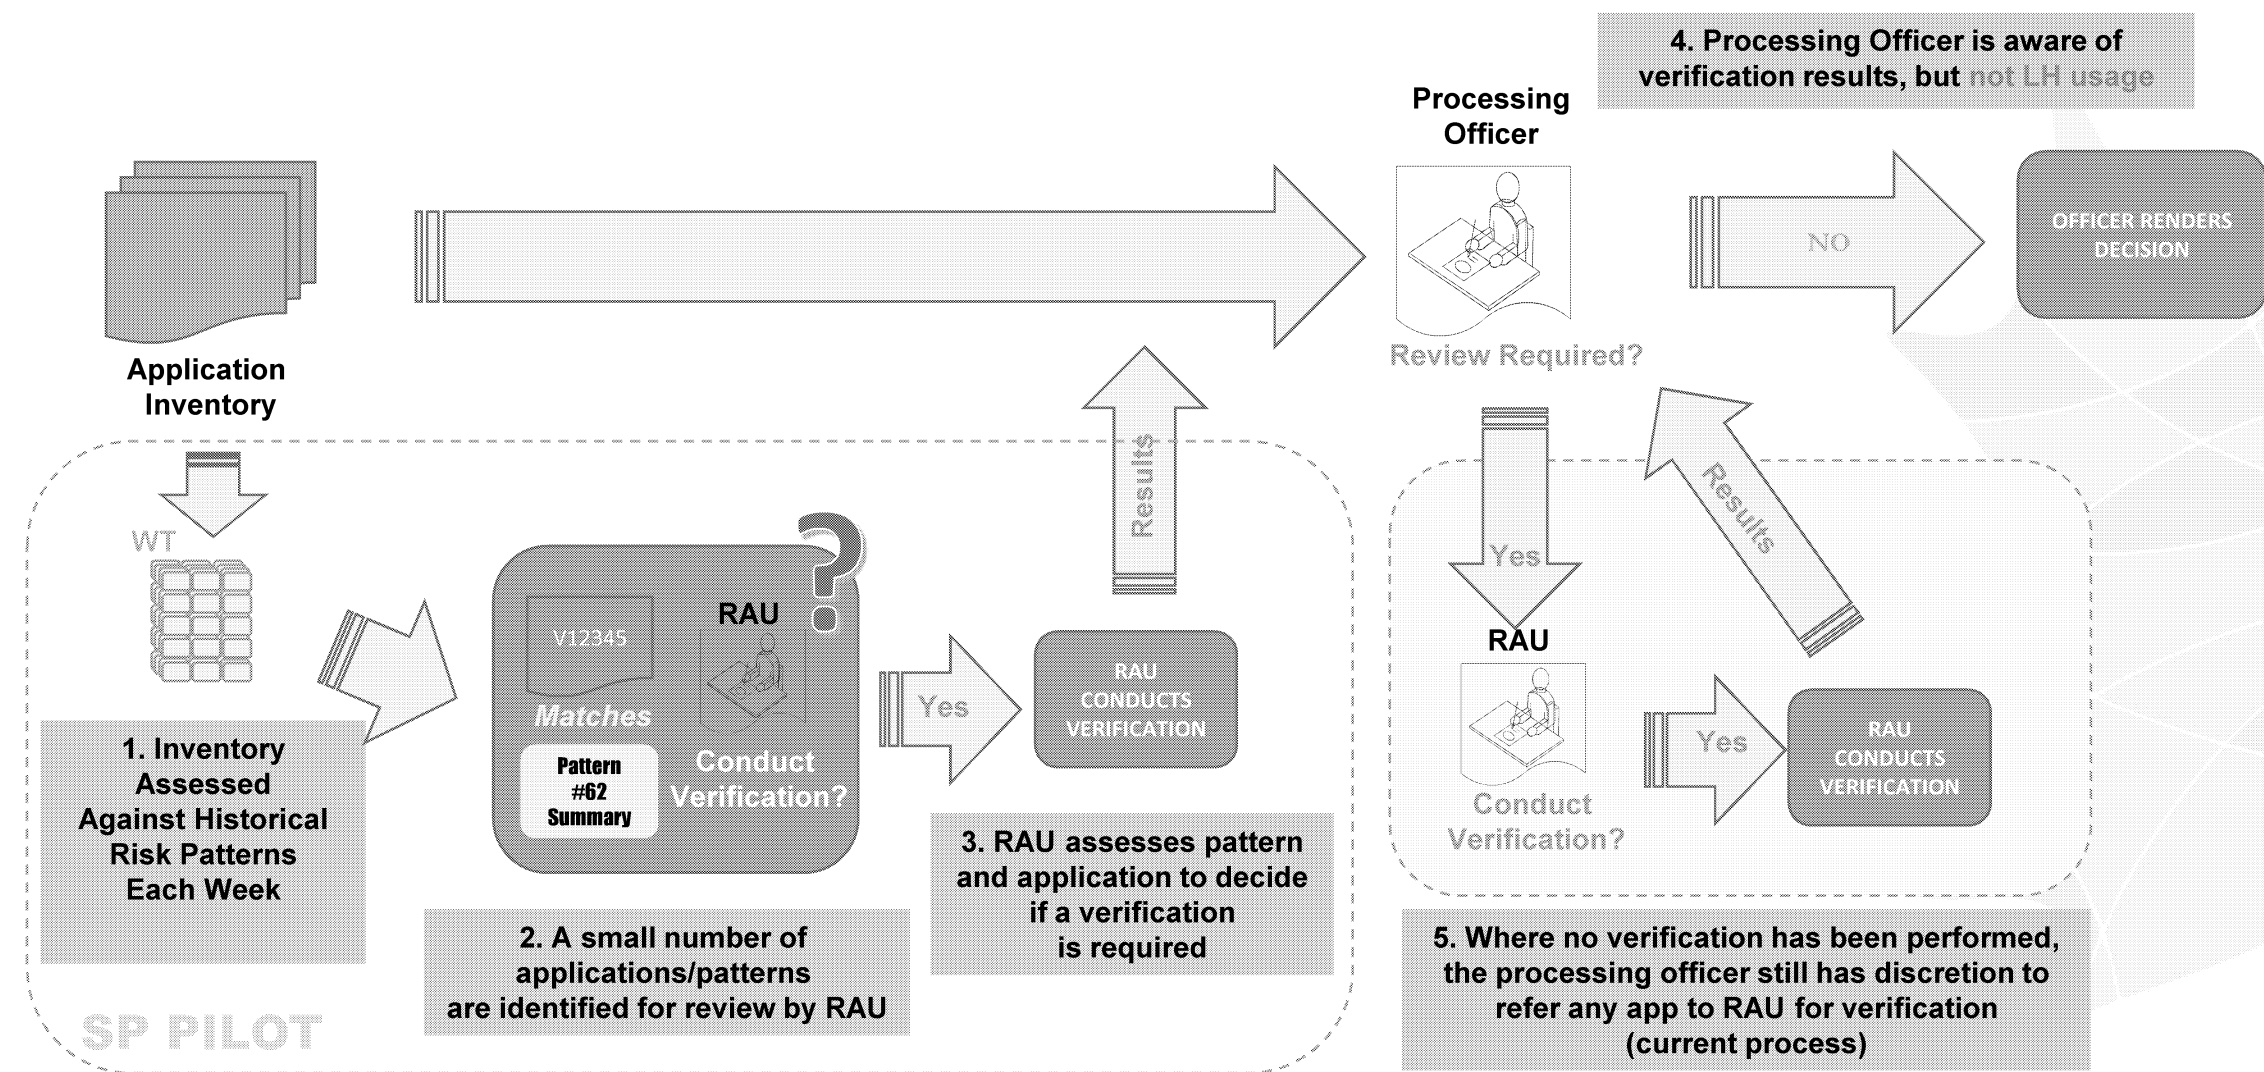 4. Processing Officer is aware of
verification results, but not LH usage
Processing
Officer
NO
OFFICER RENDERS
DECISION
Review Required?
Application
Inventory
Results
Results
WT
Yes
V12345
RAU
Matches
Pattern
#62
Summary
Conduct
Verification?
Yes
RAU
CONDUCTS
VERIFICATION
RAU
Conduct
Verification?
Yes
RAU
CONDUCTS
VERIFICATION
1. Inventory
Assessed
Against Historical
Risk Patterns
Each Week
2. A small number of
applications/patterns
are identified for review by RAU
3. RAU assesses pattern
and application to decide
if a verification
is required
5. Where no verification has been performed,
the processing officer still has discretion to
refer any app to RAU for verification
(current process)
SP PILOT